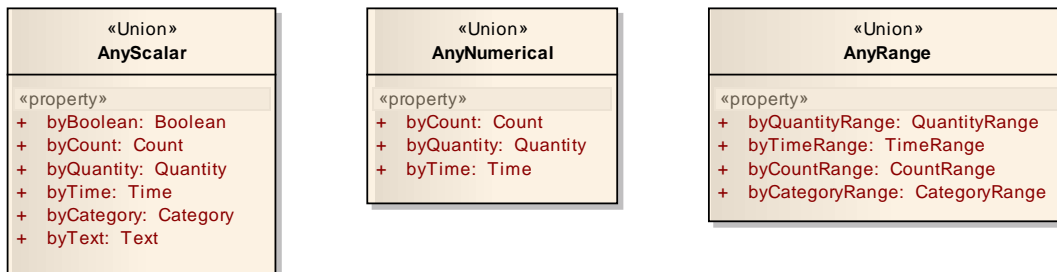 «Union»
AnyScalar
«property»
+ byBoolean: Boolean
+ byCount: Count
+ byQuantity: Quantity
+ byTime: Time
+ byCategory: Category
+ byText: Text
«Union»
AnyNumerical
«property»
+ byCount: Count
+ byQuantity: Quantity
+ byTime: Time
«Union»
AnyRange
«property»
+ byQuantityRange: QuantityRange
+ byTimeRange: TimeRange
+ byCountRange: CountRange
+ byCategoryRange: CategoryRange